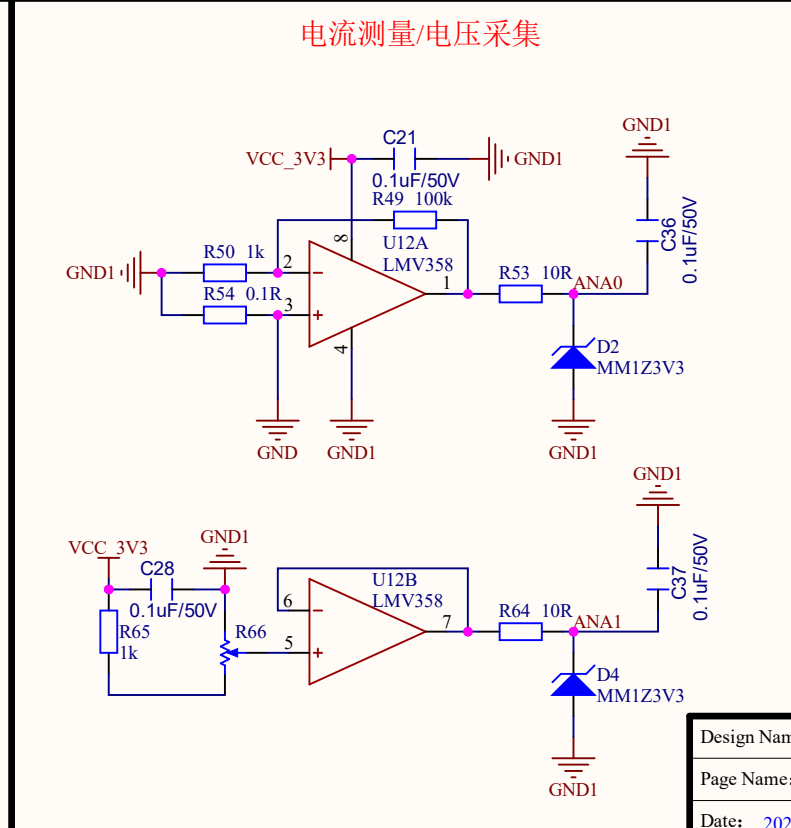 电流测量/电压采集
GND1
C21
VCC_3V3
GND1
0.1uF/50V
R49 100k
C36
0.1uF/50V
U12A
LMV358
8
R50 1k
2
GND1
R54 0.1R
3
1
R53 10R
ANA0
4
D2
MM1Z3V3
GND
GND1
GND1
GND1
VCC_3V3
GND1
C28
0.1uF/50V
C37
0.1uF/50V
U12B
LMV358
6
R65
1k
R66
5
7
R64 10R
ANA1
D4
MM1Z3V3
GND1
Design Nam
Page Name:
Date: 202